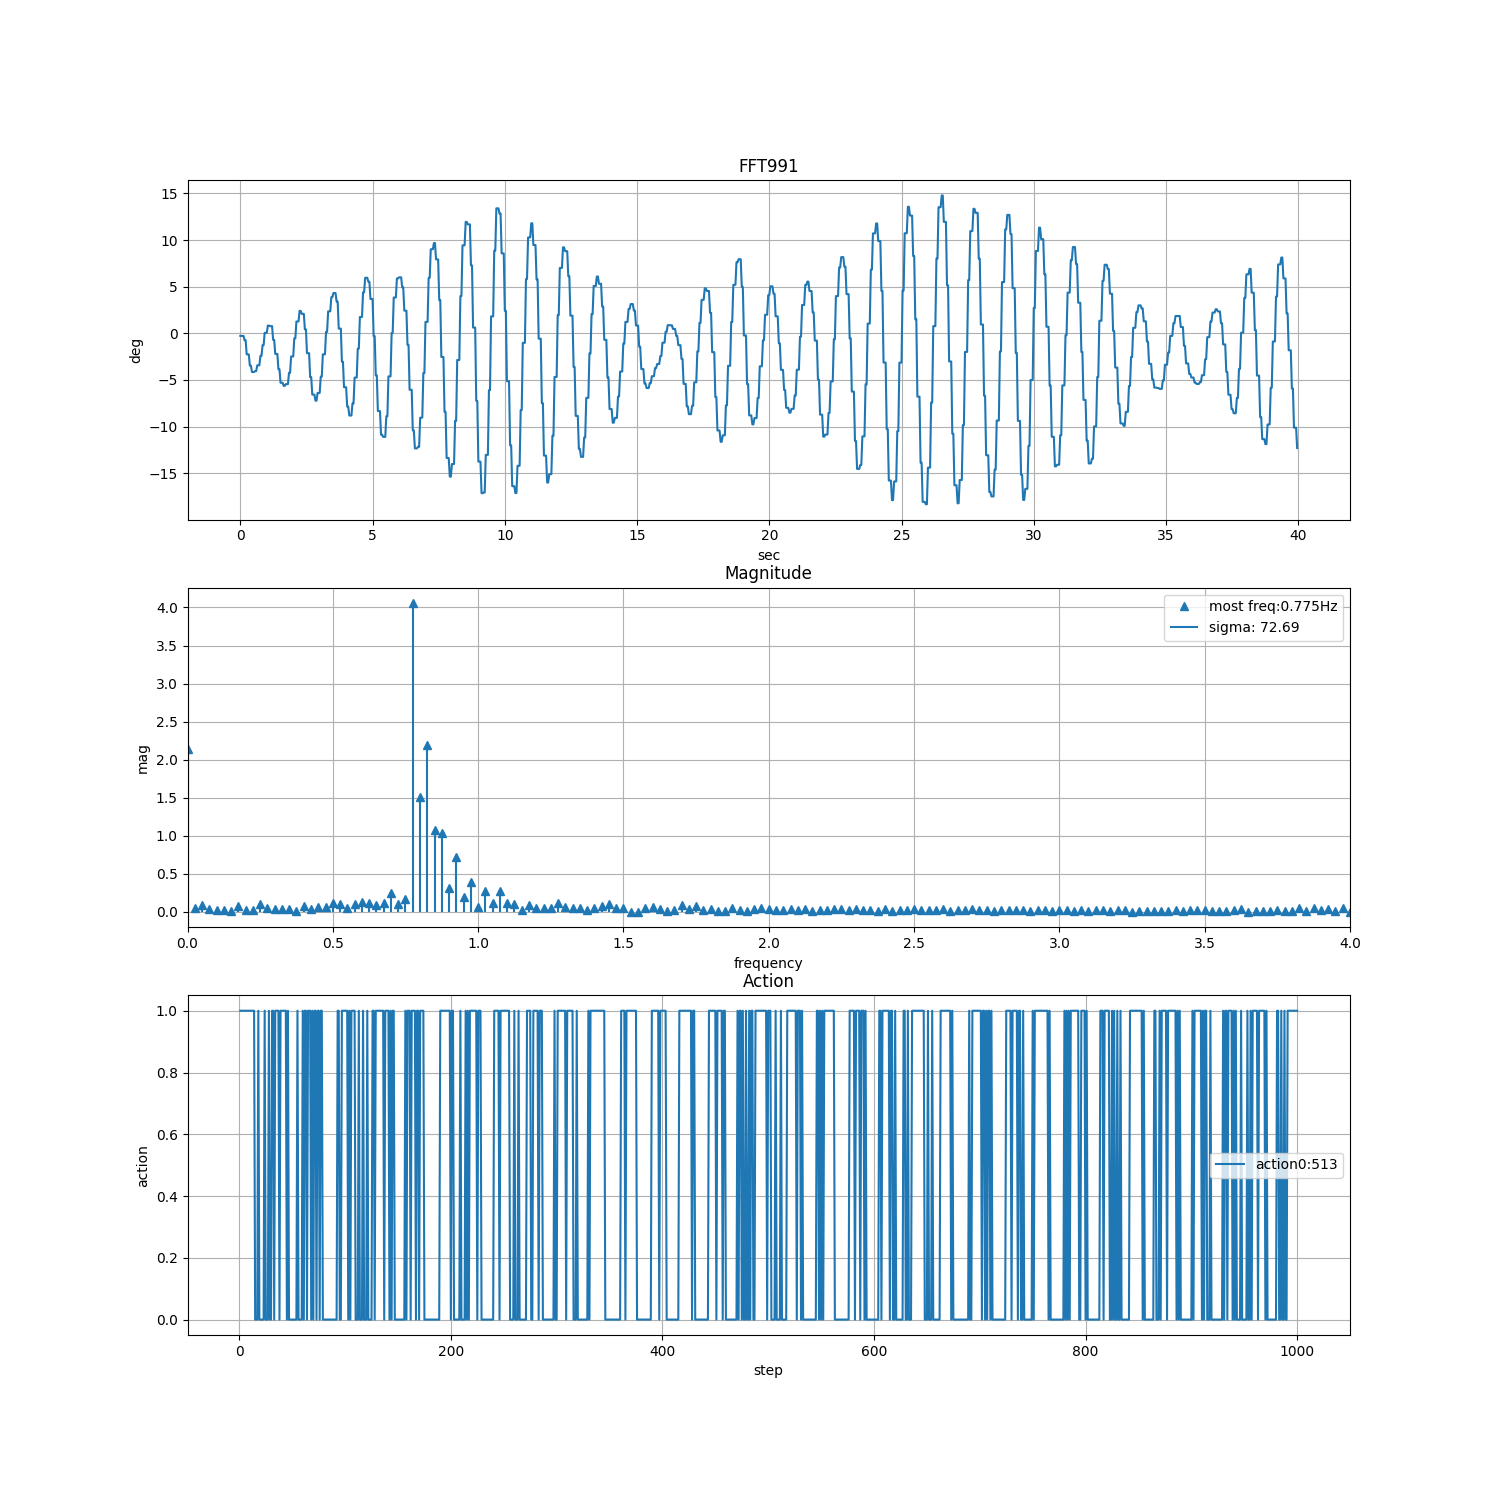 FFT991
15
10
5
0
−5
−10
−15
deg
0 5 10 15 20 25 30 35 40
sec
Magnitude
4.0
3.5
3.0
2.5
2.0
1.5
1.0
0.5
0.0
mag
most freq:0.775Hz
sigma: 72.69
0.0 0.5 1.0 1.5 2.0 2.5 3.0 3.5 4.0
frequency
Action
1.0
0.8
0.6
0.4
0.2
0.0
action
action0:513
0 200 400 600 800 1000
step